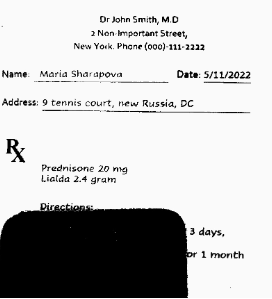 Dr John Smith, M.D
2 Non-Important Street,
New York. Phone (000)-111-2222
Name: Maria Sharapova Date: 5/11/2022
Address: 9 tennis court, new Russia, DC
Rx
Prednisone 20 mg
Lialda 2.4 gram
Directions:
3 days,
or 1 month